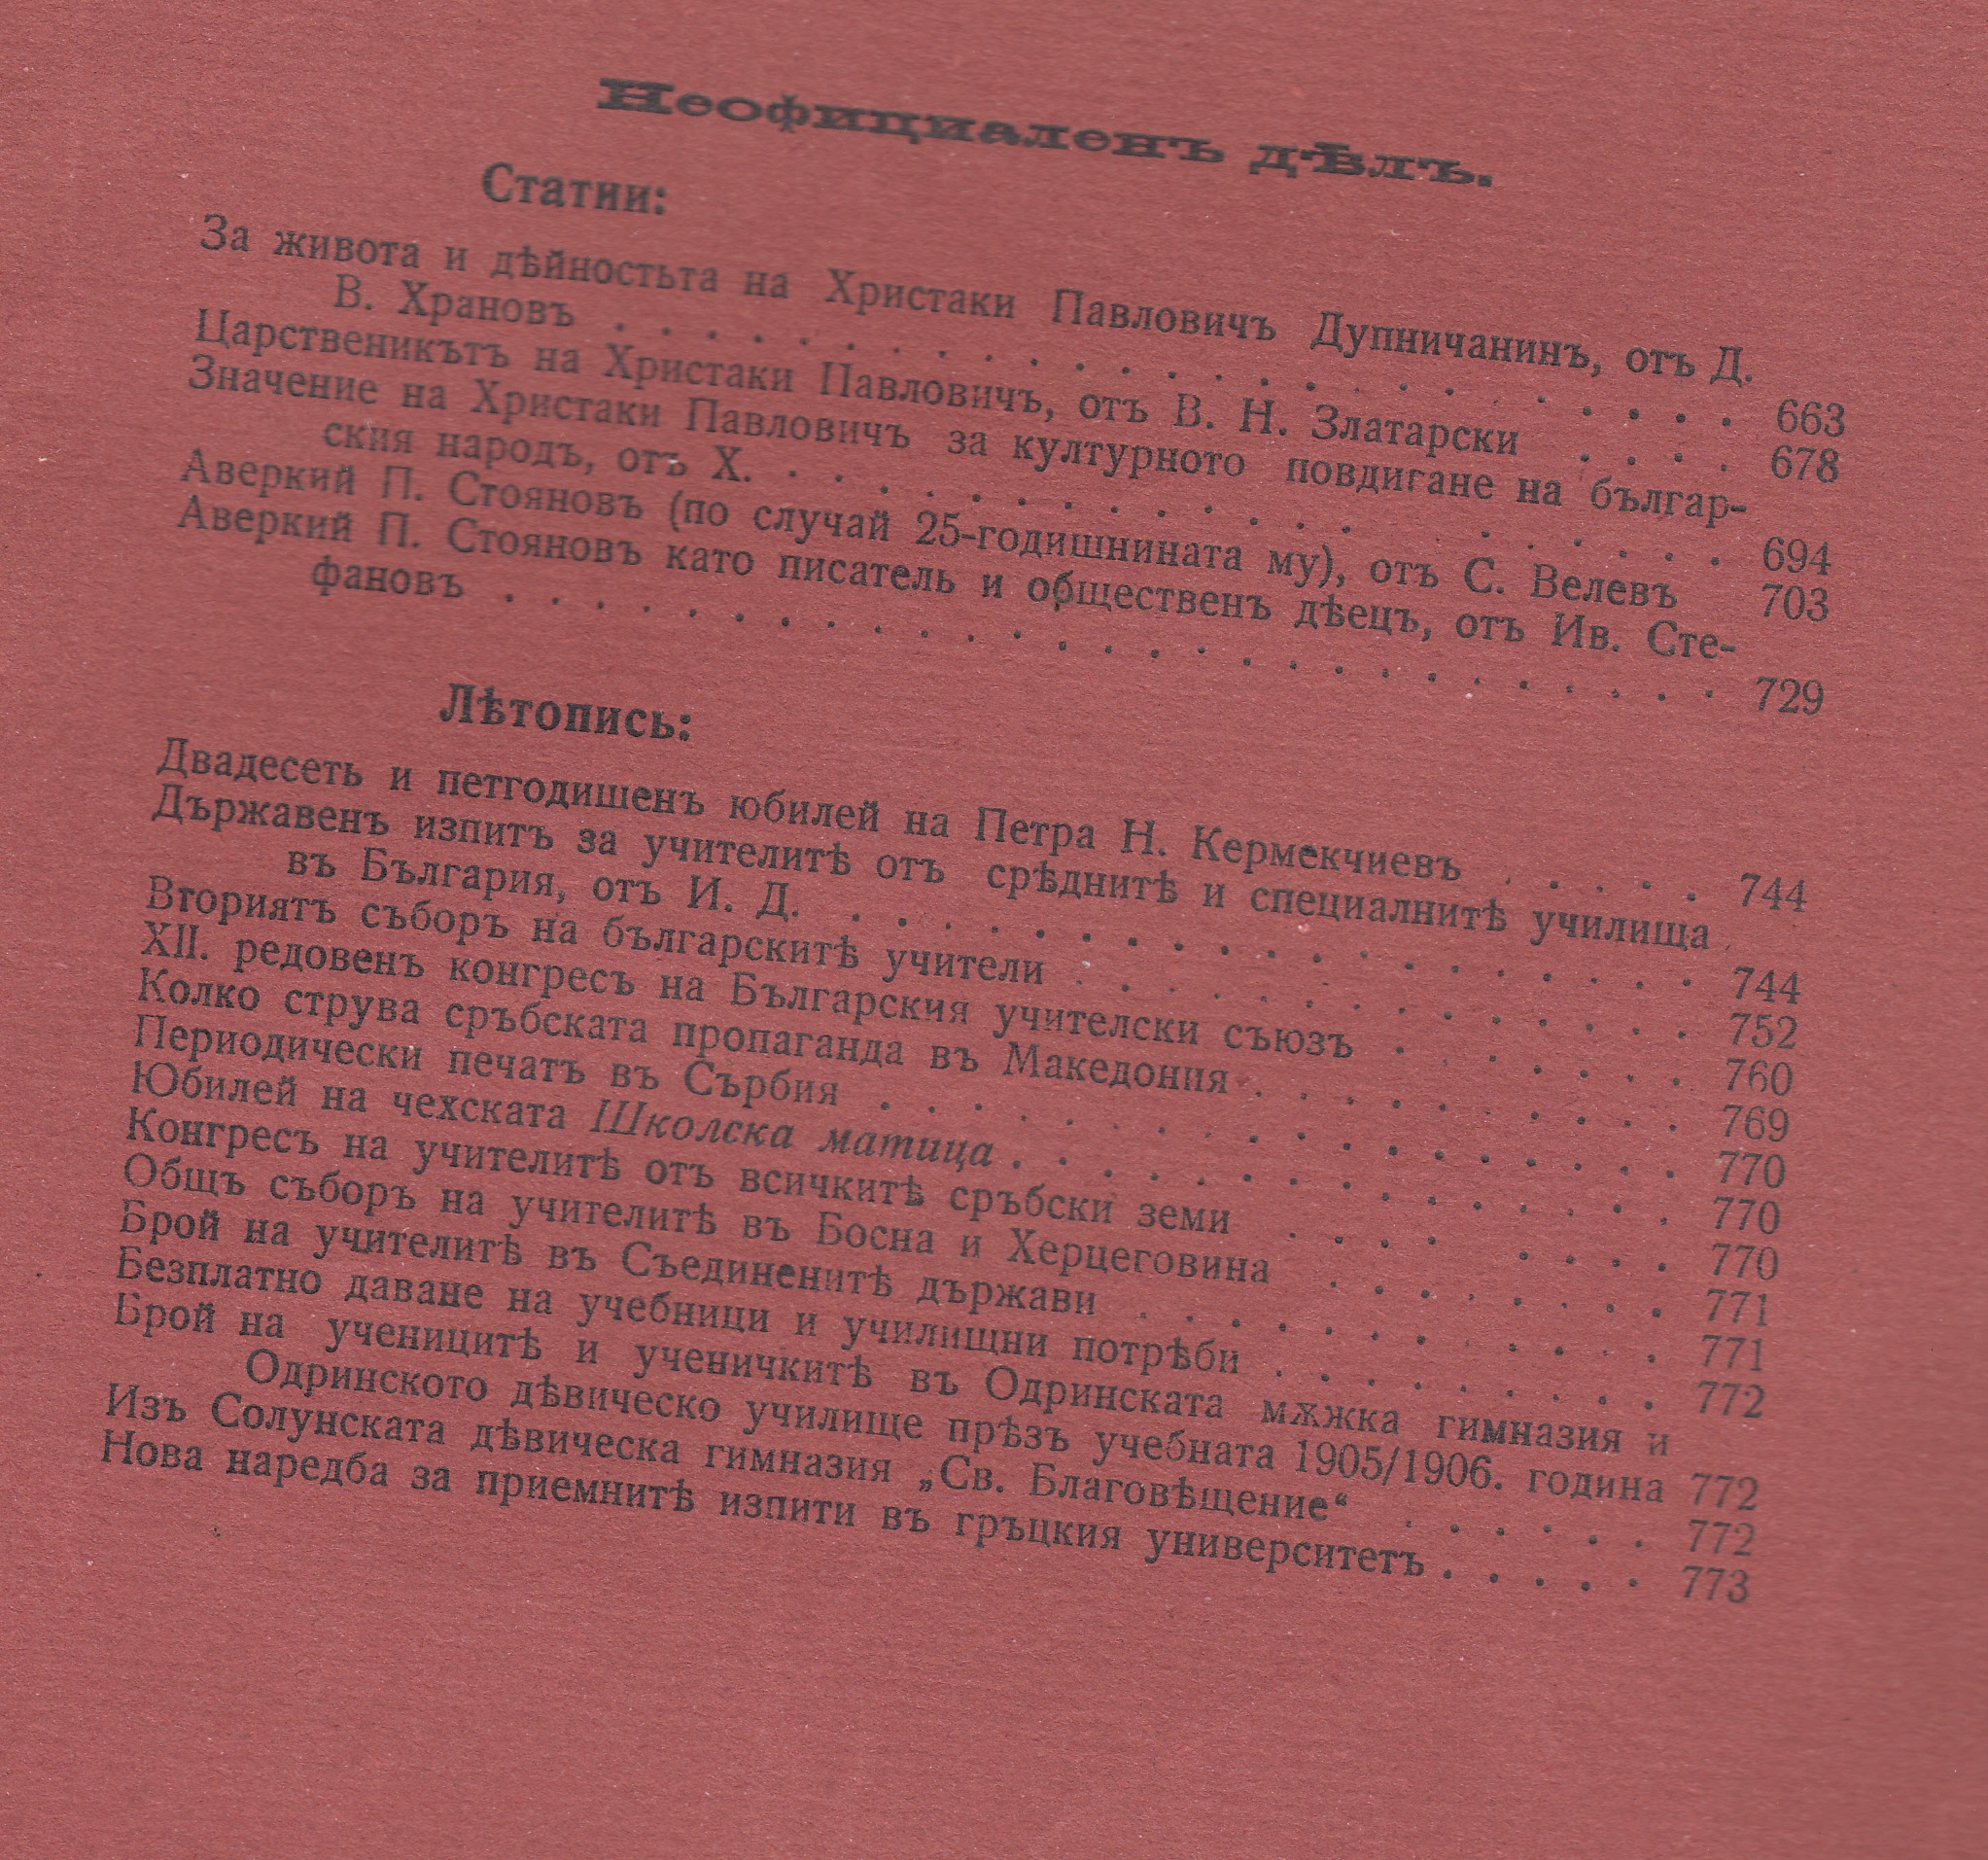 Неофициаленъ дѣлъ.
Статии:
За живота и дѣйностьта на Христаки Павловичъ Дупничанинъ, отъ Д.
В. Храновъ . . . . . . . . . . . . . . . . . . . . . . . . . 663
Царственикътъ на Христаки Павловичъ, отъ В. Н. Златарски . . . . 678
Значение на Христаки Павловичъ за културното повдигане на българ-
ския народъ, отъ Х. . . . . . . . . . . . . . . . . . . . . . 694
Аверкий П. Стояновъ (по случай 25-годишнината му), отъ С. Велевъ 703
Аверкий П. Стояновъ като писатель и общественъ дѣецъ, отъ Ив. Сте-
фановъ . . . . . . . . . . . . . . . . . . . . . . . . . . . 729
Лѣтопись:
Двадесеть и петгодишенъ юбилей на Петра Н. Кермекчиевъ . . . . . 744
Държавенъ изпитъ за учителитѣ отъ срѣднитѣ и специалнитѣ училища
въ България, отъ И. Д. . . . . . . . . . . . . . . . . . . . 744
Вториятъ съборъ на българскитѣ учители . . . . . . . . . . . . . . 752
XII. редовенъ конгресъ на Българския учителски съюзъ . . . . . . . 760
Колко струва сръбската пропаганда въ Македония . . . . . . . . . . 769
Периодически печатъ въ Сърбия . . . . . . . . . . . . . . . . . . 770
Юбилей на чехската Школска матица . . . . . . . . . . . . . . . 770
Конгресъ на учителитѣ отъ всичкитѣ сръбски земи . . . . . . . . 770
Общъ съборъ на учителитѣ въ Босна и Херцеговина . . . . . . . . 771
Брой на учителитѣ въ Съединенитѣ държави . . . . . . . . . . . . 771
Безплатно даване на учебници и училищни потрѣби . . . . . . . . . 772
Брой на ученицитѣ и ученичкитѣ въ Одринската мѫжка гимназия и
Одринското дѣвическо училище прѣзъ учебната 1905/1906. година 772
Изъ Солунската дѣвическа гимназия „Св. Благовѣщение“ . . . . . . 772
Нова наредба за приемнитѣ изпити въ гръцкия университетъ . . . . . 773